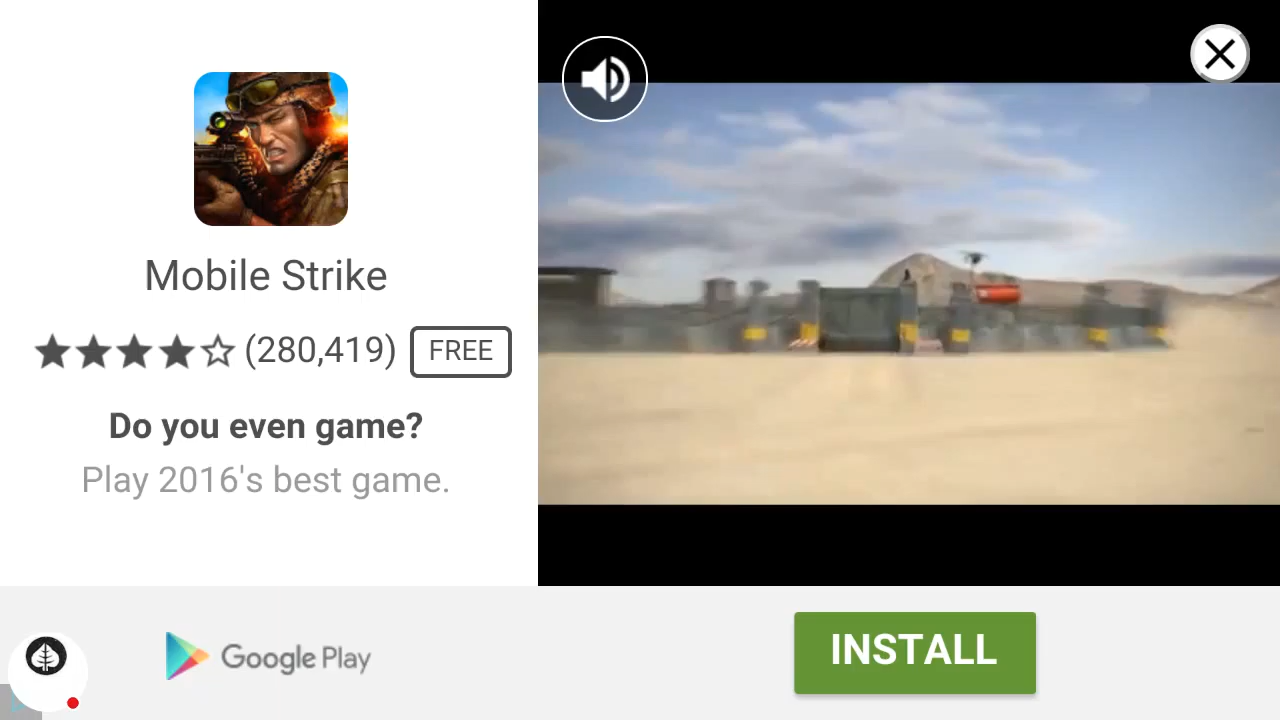 Mobile Strike
(280,419) FREE
Do you even game?
Play 2016's best game.
Google Play
INSTALL